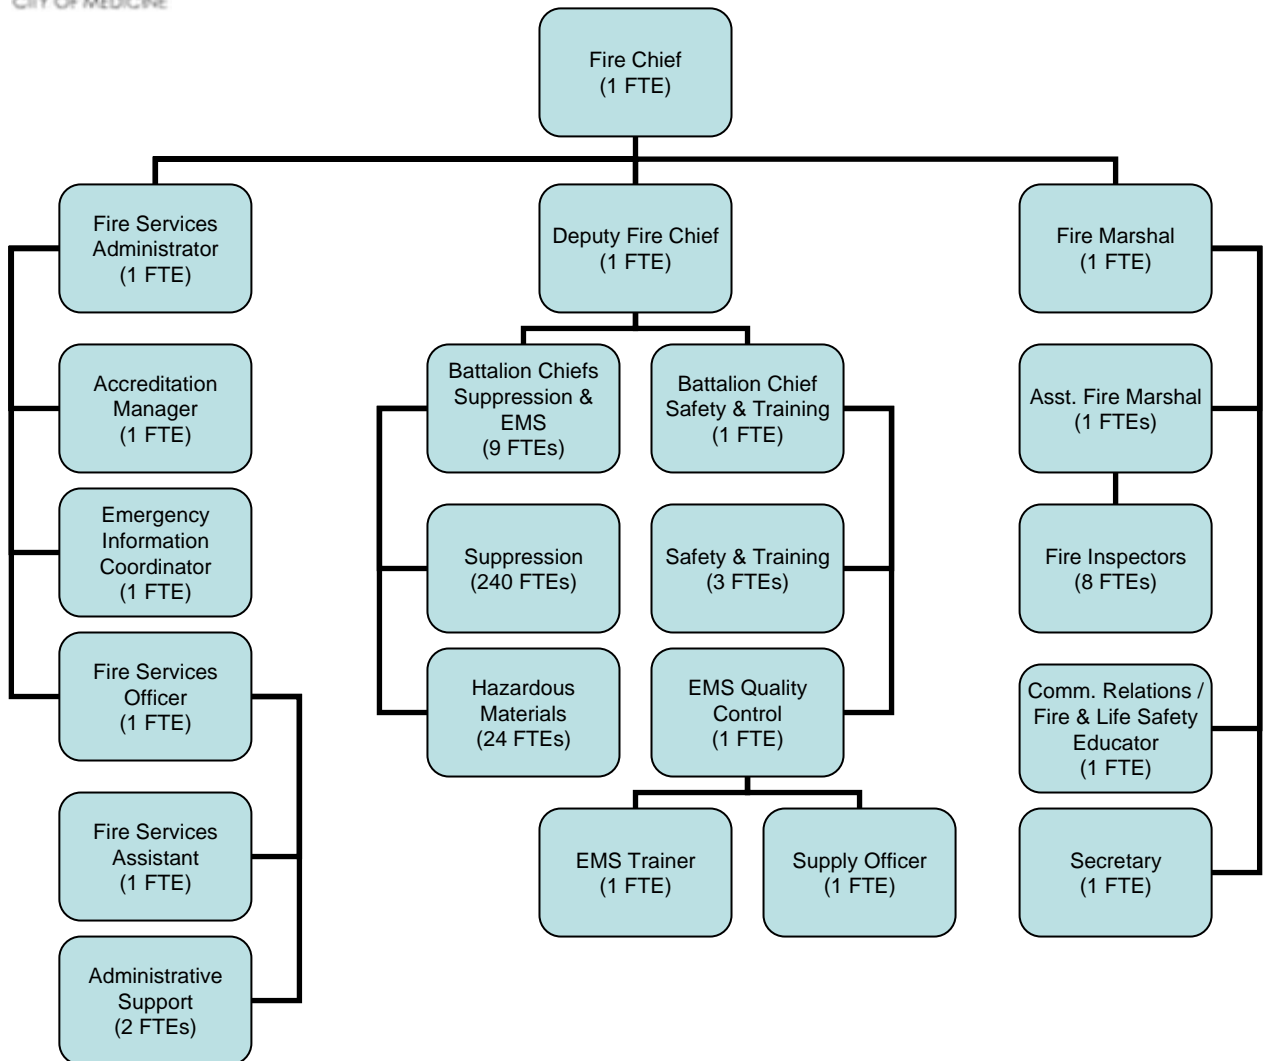 CITY OF MEDICINE
Fire Chief
(1 FTE)
Fire Services
Administrator
(1 FTE)
Deputy Fire Chief
(1 FTE)
Fire Marshal
(1 FTE)
Accreditation
Manager
(1 FTE)
Battalion Chiefs
Suppression &
EMS
(9 FTEs)
Battalion Chief
Safety & Training
(1 FTE)
Asst. Fire Marshal
(1 FTEs)
Emergency
Information
Coordinator
(1 FTE)
Suppression
(240 FTEs)
Safety & Training
(3 FTEs)
Fire Inspectors
(8 FTEs)
Fire Services
Officer
(1 FTE)
Hazardous
Materials
(24 FTEs)
EMS Quality
Control
(1 FTE)
Comm. Relations /
Fire & Life Safety
Educator
(1 FTE)
Fire Services
Assistant
(1 FTE)
EMS Trainer
(1 FTE)
Supply Officer
(1 FTE)
Secretary
(1 FTE)
Administrative
Support
(2 FTEs)